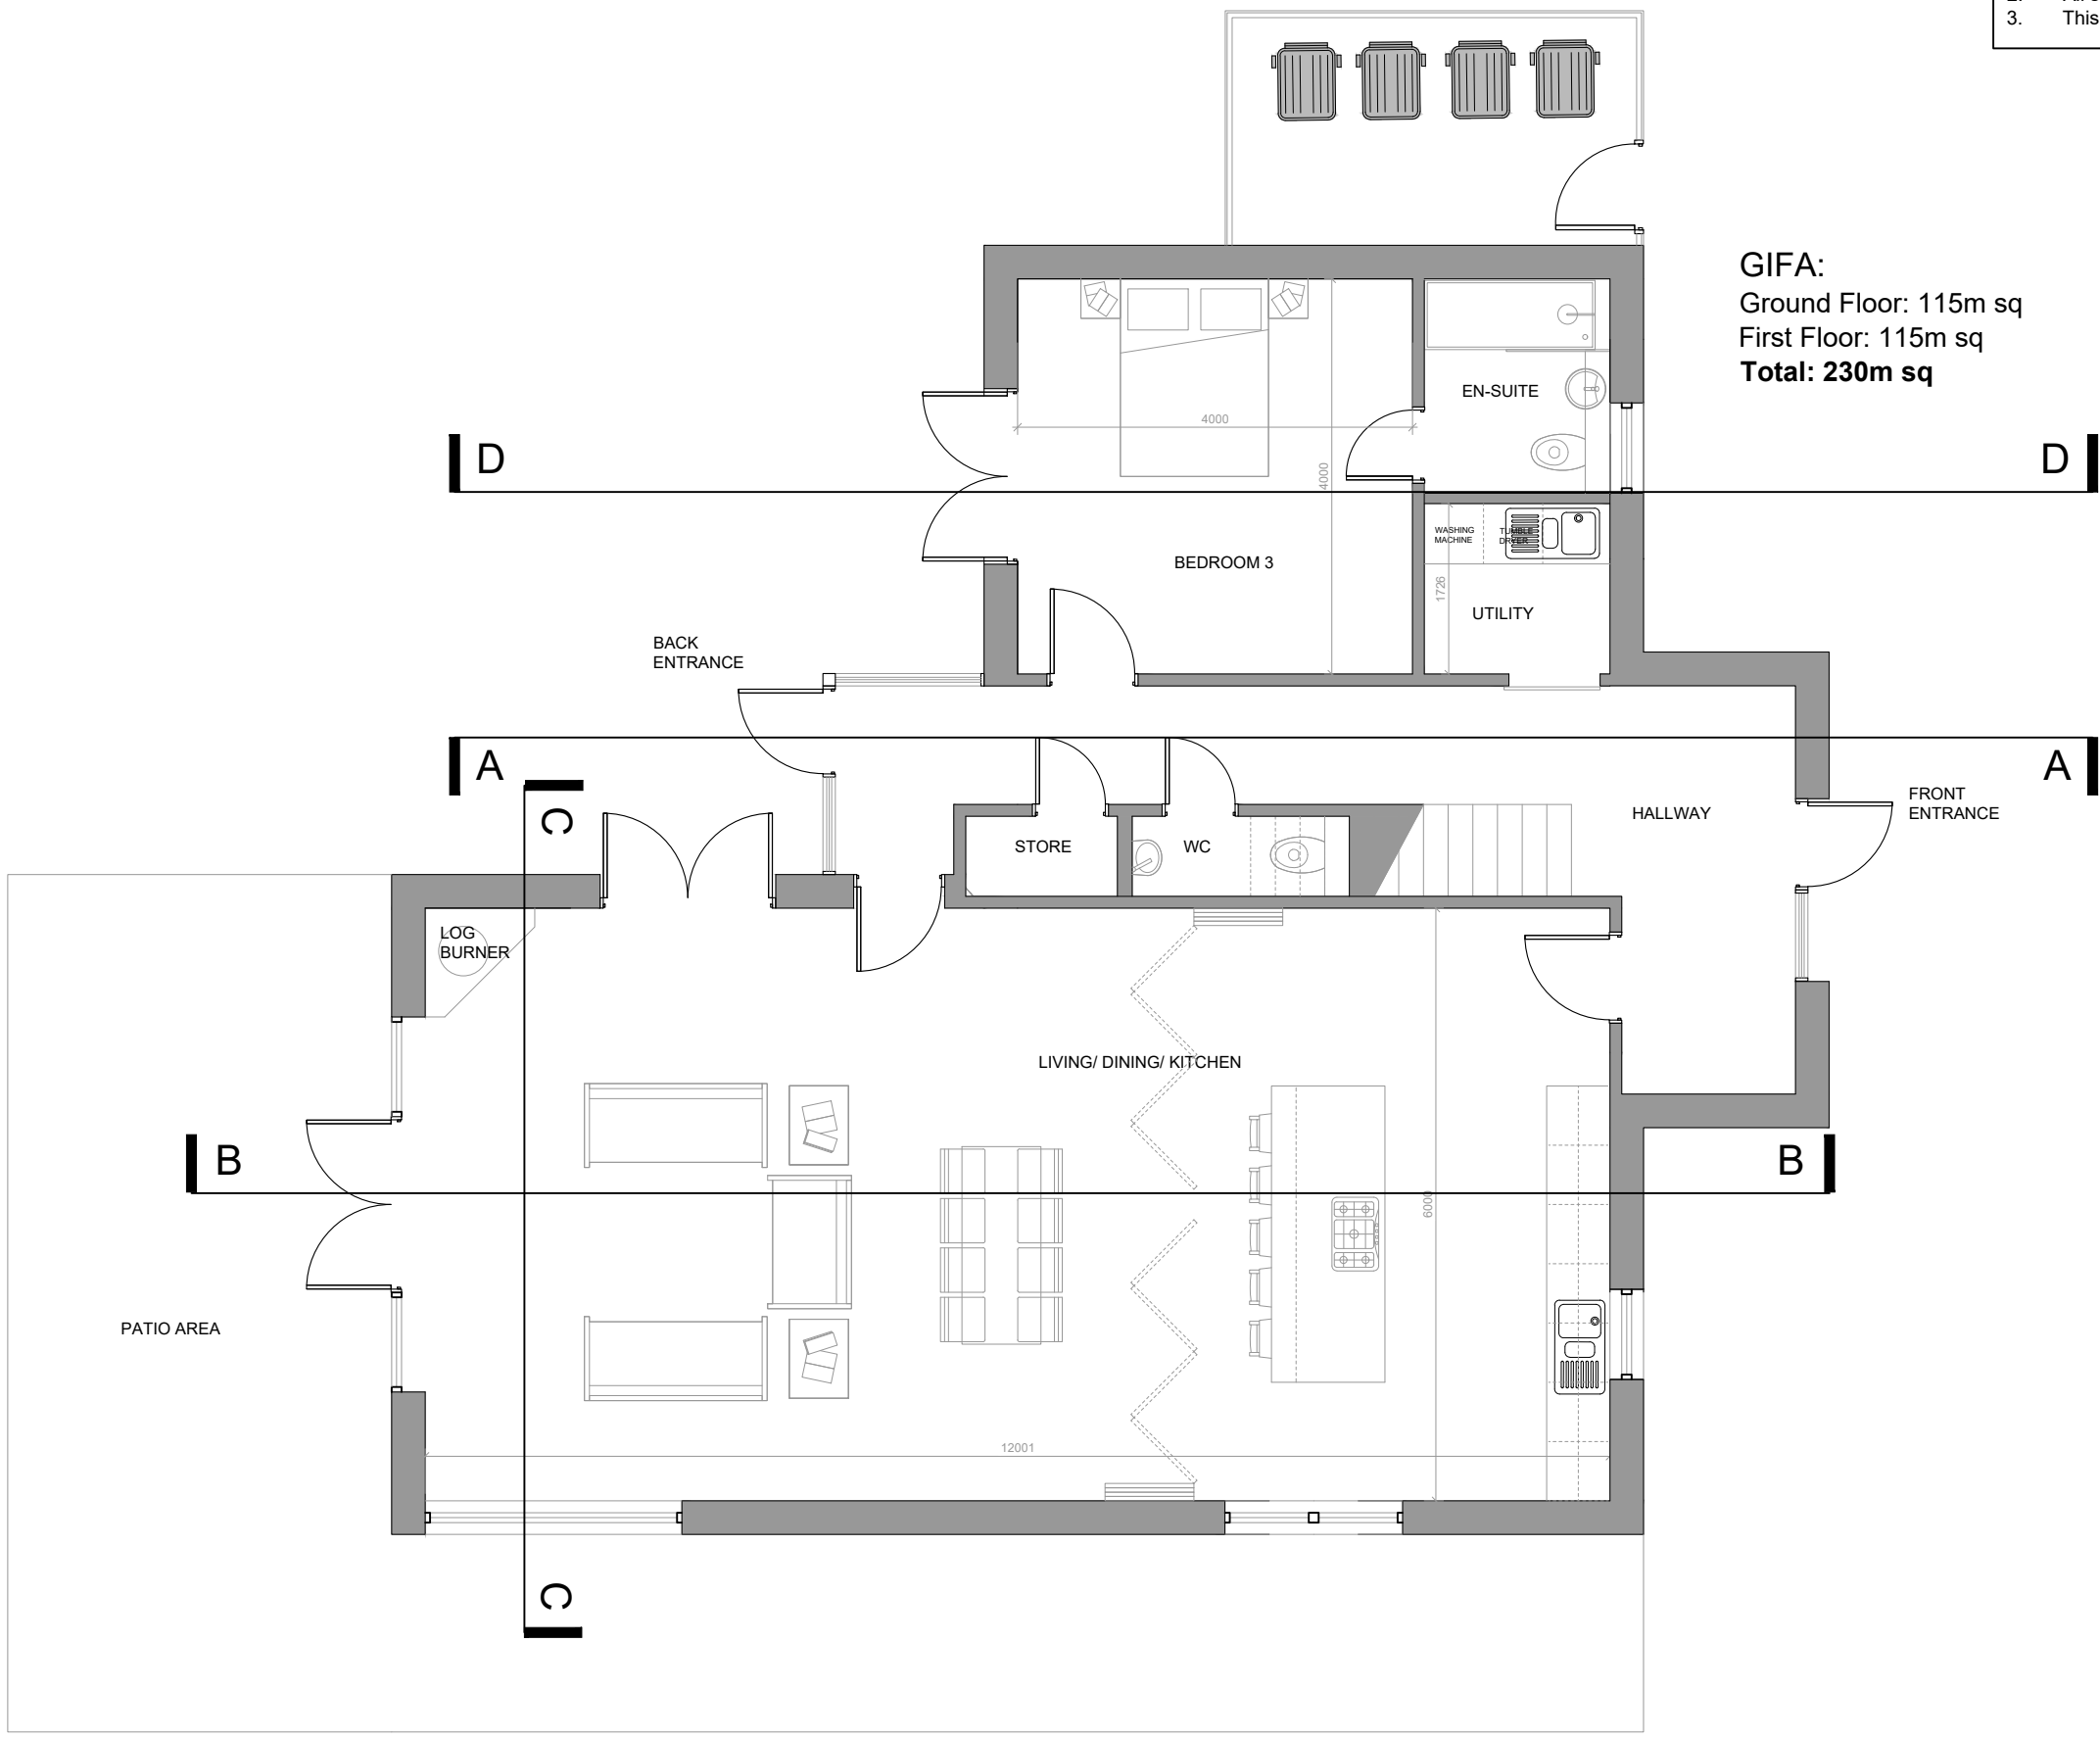 3. This
GIFA:
Ground Floor: 115m sq
First Floor: 115m sq
Total: 230m sq
EN-SUITE
4000
4000
D
D
WASHING
MACHINE
TUMBLE
DRYER
BEDROOM 3
1726
UTILITY
BACK
ENTRANCE
A
A
C
FRONT
ENTRANCE
HALLWAY
STORE
WC
LOG
BURNER
LIVING/ DINING/ KITCHEN
B
B
6000
PATIO AREA
12001
C